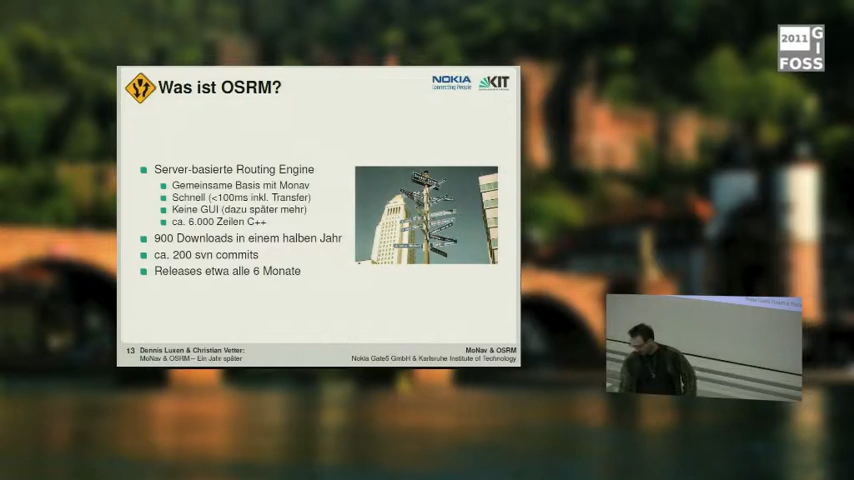 2011
G
I
FOSS
Was ist OSRM?
NOKIA
Connecting People
KIT
Server-basierte Routing Engine
Gemeinsame Basis mit Monav
Schnell (<100ms inkl. Transfer)
Keine GUI (dazu später mehr)
ca. 6.000 Zeilen C++
900 Downloads in einem halben Jahr
ca. 200 svn commits
Releases etwa alle 6 Monate
13 Dennis Luxen & Christian Vetter:
MoNav & OSRM – Ein Jahr später
MoNav & OSRM
Nokia Gate5 GmbH & Karlsruhe Institute of Technology